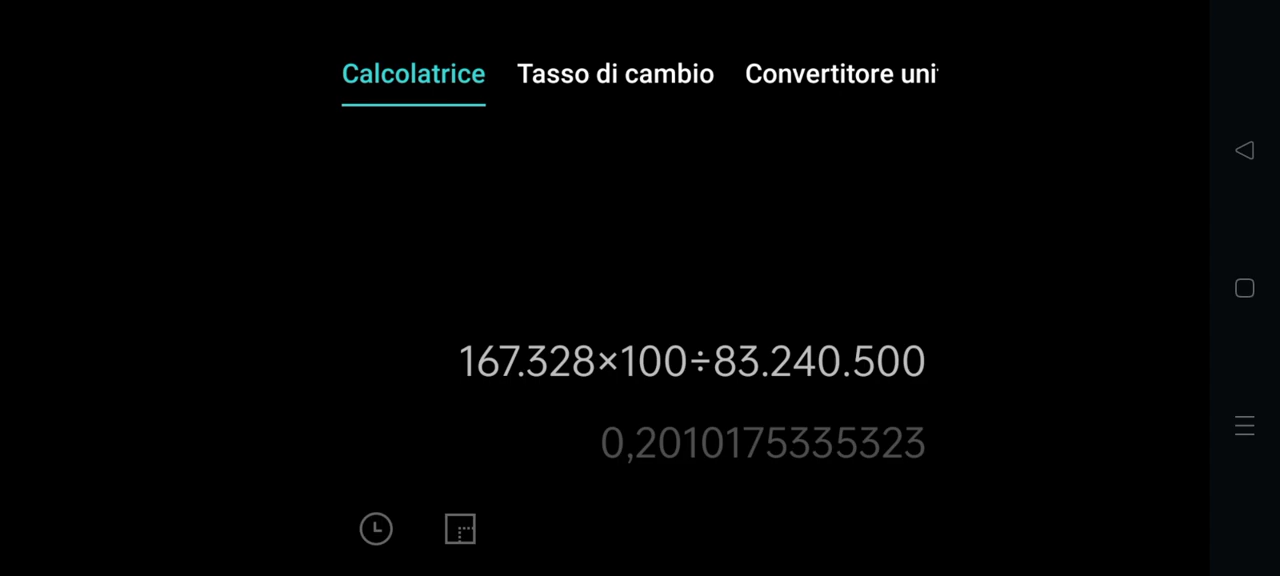 Calcolatrice Tasso di cambio Convertitore uni
167.328×100÷83.240.500
0,2010175335323